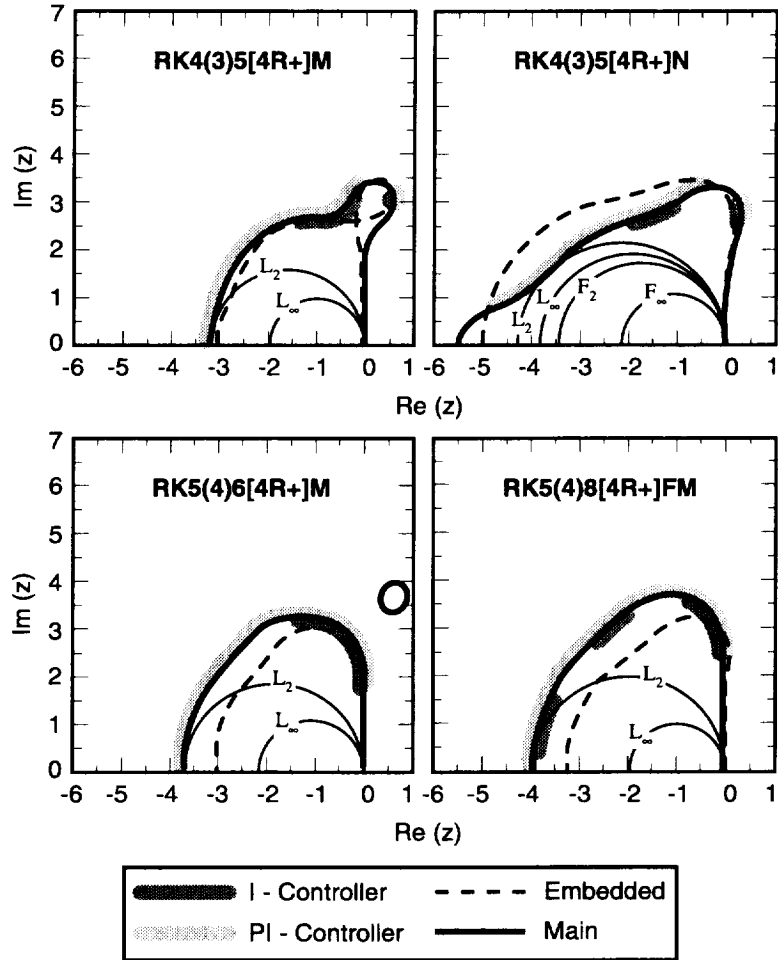 7
6
5
4
3
2
1
0
Im (z)
RK4(3)5[4R+]M
L₂
L∞
RK4(3)5[4R+]N
L₂
L∞
F₂
F∞
-6 -5 -4 -3 -2 -1 0 1
-6 -5 -4 -3 -2 -1 0 1
Re (z)
Re (z)
7
6
5
4
3
2
1
0
Im (z)
RK5(4)6[4R+]M
L₂
L∞
RK5(4)8[4R+]FM
L₂
L∞
-6 -5 -4 -3 -2 -1 0 1
-6 -5 -4 -3 -2 -1 0 1
Re (z)
Re (z)
I - Controller
Embedded
PI - Controller
Main